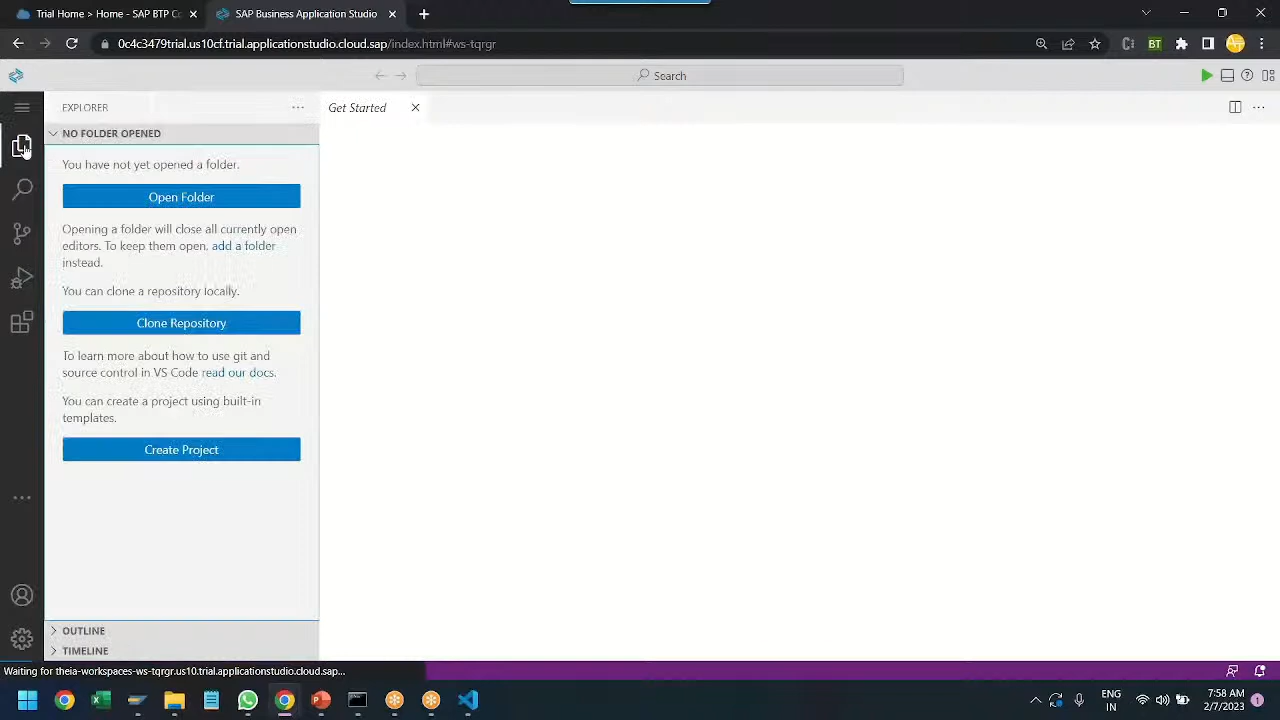 Trial Home > Home - SAP BTP Co
SAP Business Application Studio
0c4c3479trial.us10cf.trial.applicationstudio.cloud.sap/index.html#ws-tqrgr
BT
Search
EXPLORER
Get Started
NO FOLDER OPENED
You have not yet opened a folder.
Open Folder
Opening a folder will close all currently open
editors. To keep them open, add a folder
instead.
You can clone a repository locally.
Clone Repository
To learn more about how to use git and
source control in VS Code read our docs.
You can create a project using built-in
templates.
Create Project
OUTLINE
TIMELINE
Waiting for theia-workspaces-ws-tqrgr.us10.trial.applicationstudio.cloud.sap...
ENG
IN
7:58 AM
2/7/2023
1